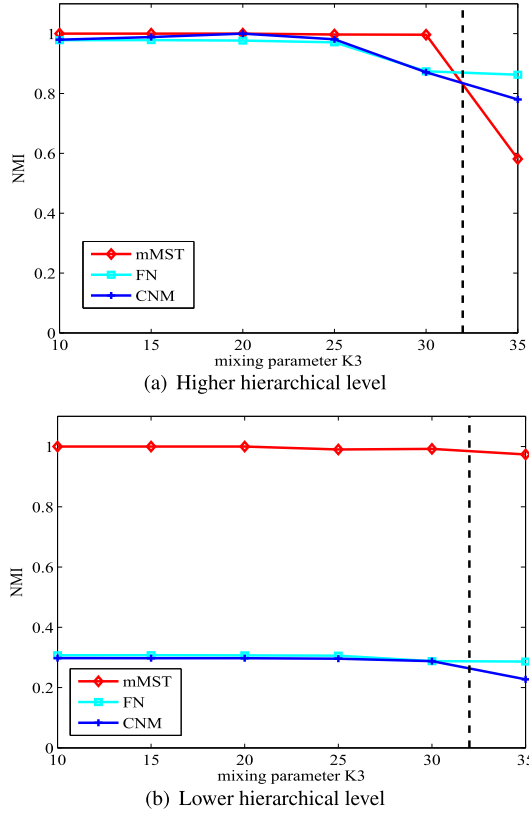 1
0.8
0.6
0.4
0.2
0
NMI
mMST
FN
CNM
10 15 20 25 30 35
mixing parameter K3
(a) Higher hierarchical level
1
0.8
0.6
0.4
0.2
0
NMI
mMST
FN
CNM
10 15 20 25 30 35
mixing parameter K3
(b) Lower hierarchical level